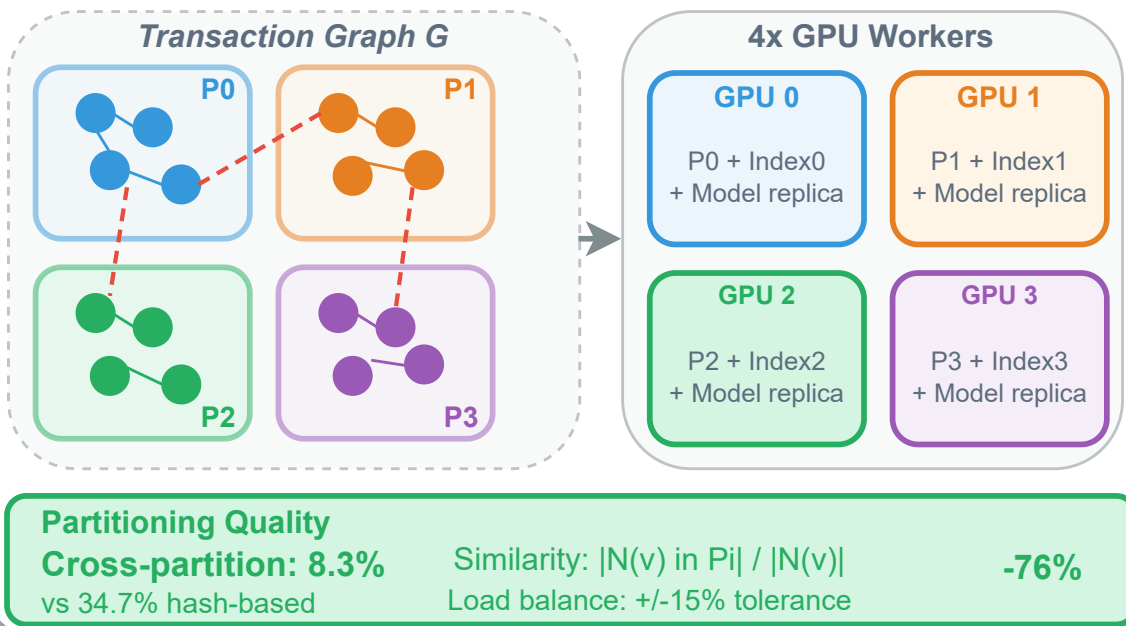 Transaction Graph G
P0
P1
P2
P3
4x GPU Workers
GPU 0
P0 + Index0
+ Model replica
GPU 1
P1 + Index1
+ Model replica
GPU 2
P2 + Index2
+ Model replica
GPU 3
P3 + Index3
+ Model replica
Partitioning Quality
Cross-partition: 8.3%
vs 34.7% hash-based
Similarity: |N(v) in Pi| / |N(v)|
Load balance: +/-15% tolerance
-76%